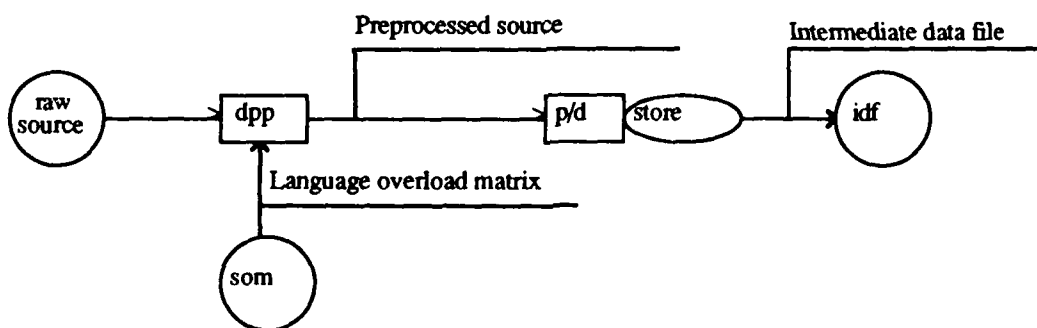 Preprocessed source
Intermediate data file
raw
source
dpp
p/d
store
idf
Language overload matrix
som